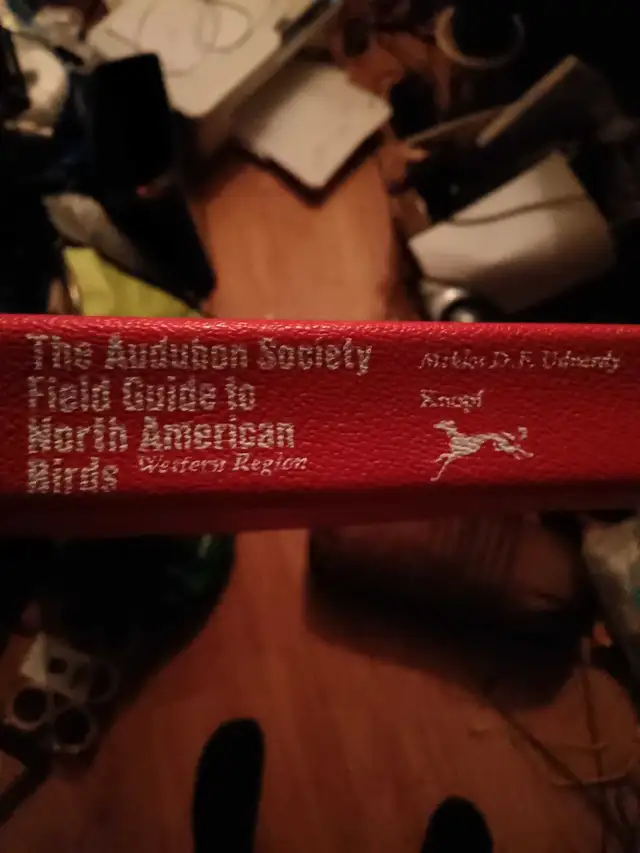 The Audubon Society
Field Guide to
North American
Birds Western Region
Miklos D.F. Udvardy
Knopf